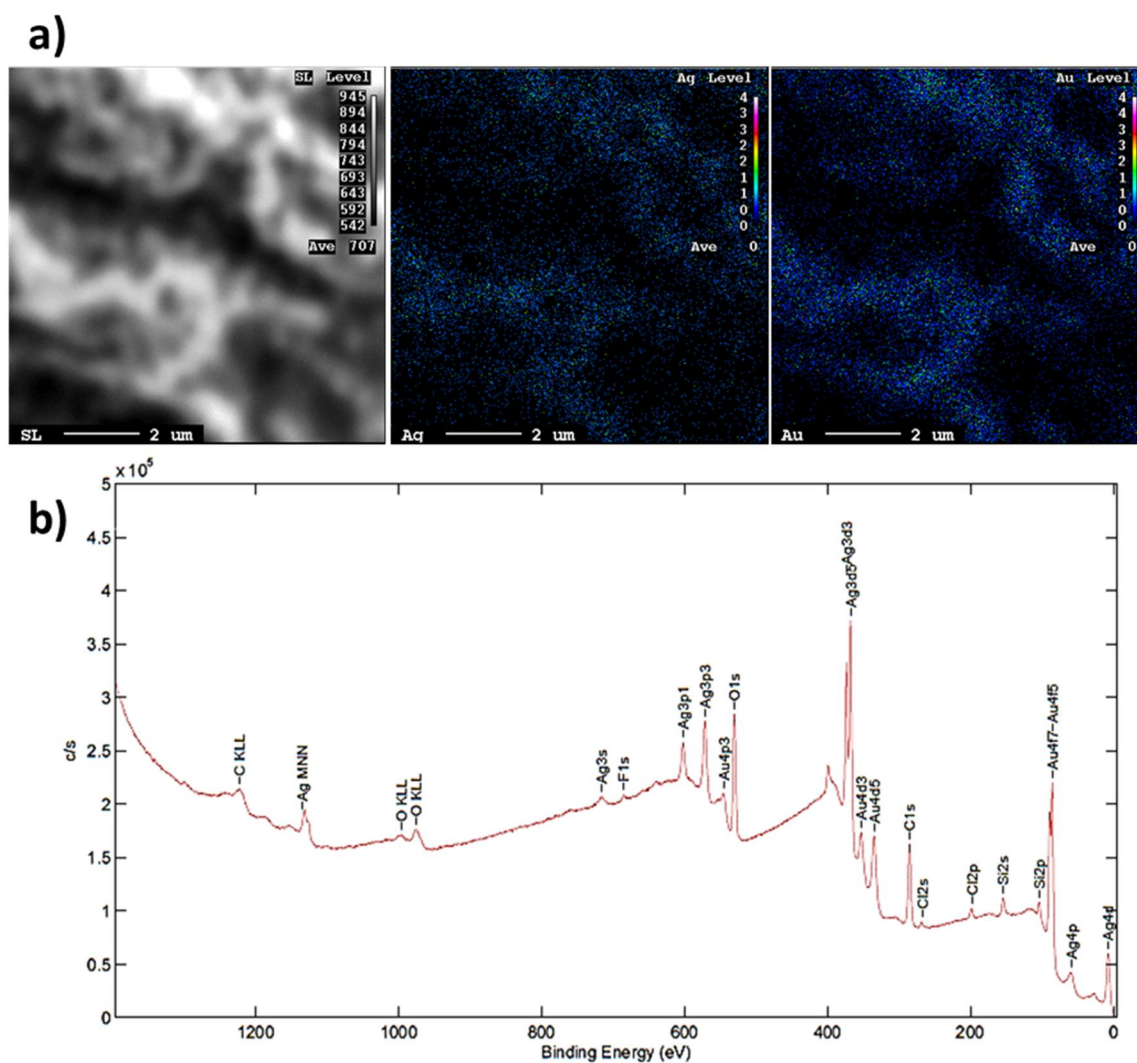 a)
SL Level
945
894
844
794
743
693
643
592
542
Ave 707
SL 2 um
Ag Level
4
3
3
2
2
1
1
0
0
Ave 0
Ag 2 um
Au Level
4
3
3
2
2
1
1
0
0
Ave 0
Au 2 um
b)
×10⁵
5
4.5
4
3.5
3
2.5
2
1.5
1
0.5
0
c/s
C KLL
Ag MNN
O KLL
O KLL
Ag3s
F1s
Ag3p1
Ag3p3
Au4p3
O1s
Ag3d5
Ag3d3
Au4d3
Au4d5
C1s
Cl2s
Cl2p
Si2s
Si2p
Au4f7
Au4f5
Ag4p
Ag4d
1200
1000
800
600
400
200
0
Binding Energy (eV)